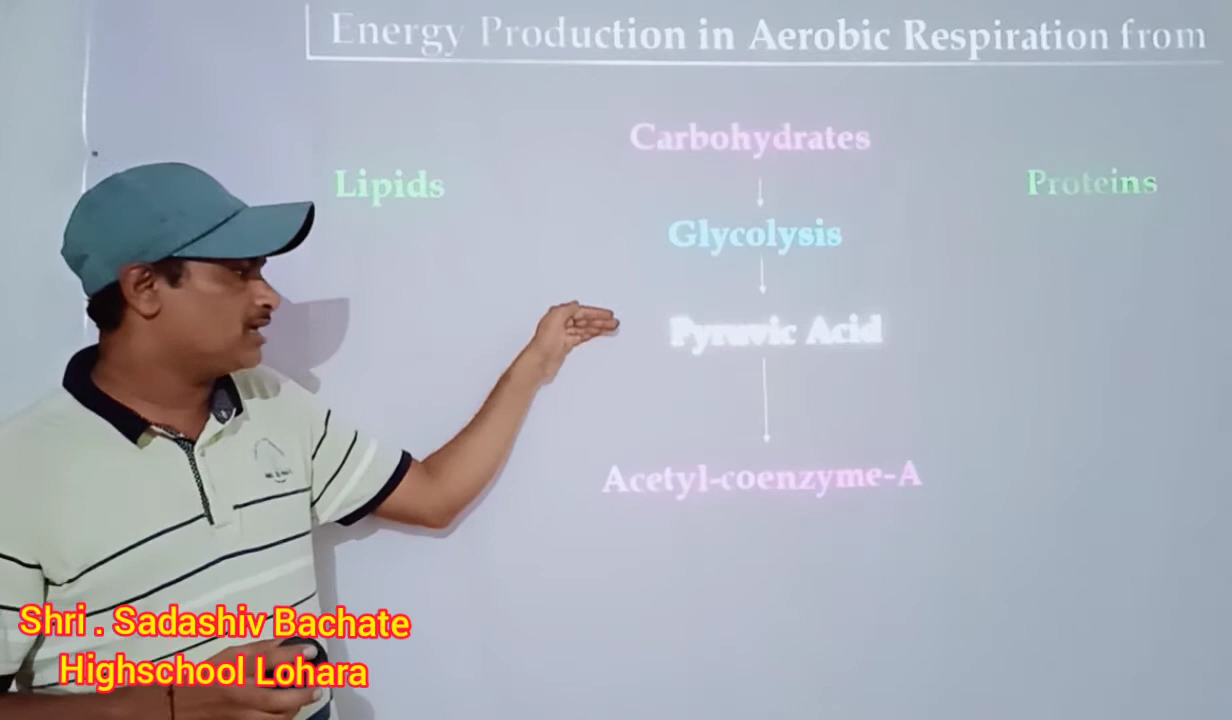 Energy Production in Aerobic Respiration from
Carbohydrates
Lipids
Proteins
Glycolysis
Pyruvic Acid
Acetyl-coenzyme-A
Shri . Sadashiv Bachate
Highschool Lohara